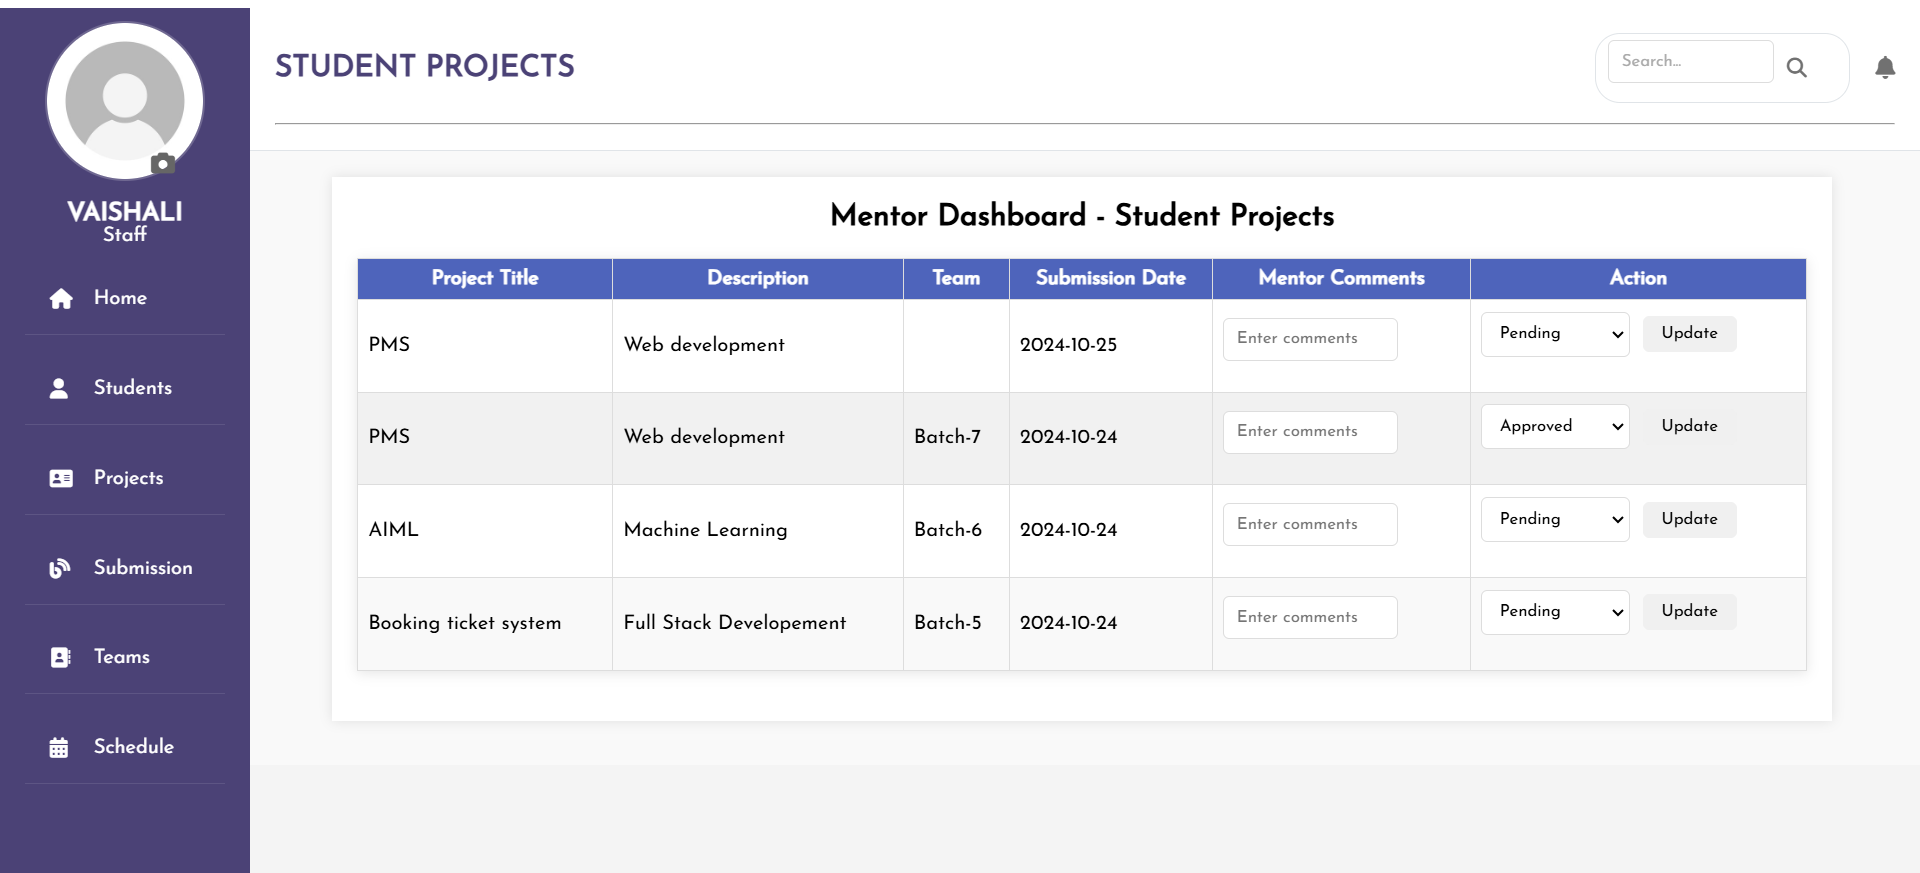 VAISHALI
Staff
Home
Students
Projects
Submission
Teams
Schedule
STUDENT PROJECTS
Search...
Mentor Dashboard - Student Projects
Project Title Description Team Submission Date Mentor Comments Action
PMS Web development 2024-10-25 Enter comments Pending Update
PMS Web development Batch-7 2024-10-24 Enter comments Approved Update
AIML Machine Learning Batch-6 2024-10-24 Enter comments Pending Update
Booking ticket system Full Stack Developement Batch-5 2024-10-24 Enter comments Pending Update